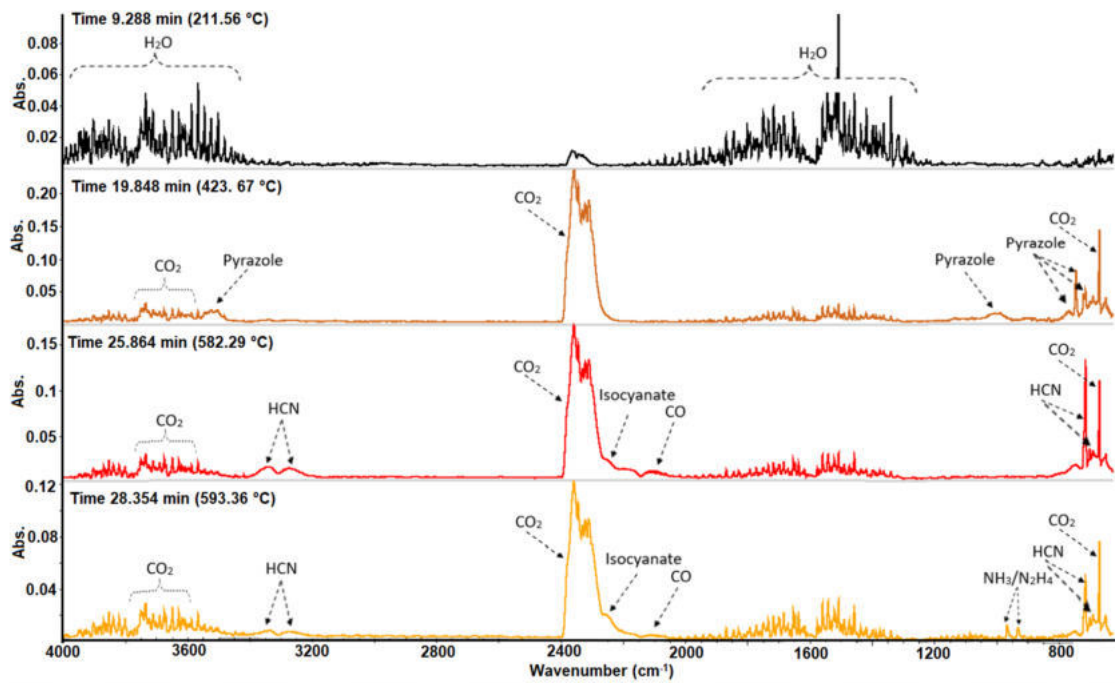 Time 9.288 min (211.56 °C)
H₂O
H₂O
Abs.
0.08
0.06
0.04
0.02
Time 19.848 min (423. 67 °C)
CO₂
CO₂
Pyrazole
Pyrazole
Pyrazole
CO₂
Abs.
0.20
0.15
0.10
0.05
Time 25.864 min (582.29 °C)
CO₂
HCN
CO₂
Isocyanate
CO
HCN
CO₂
Abs.
0.15
0.1
0.05
Time 28.354 min (593.36 °C)
CO₂
HCN
CO₂
Isocyanate
CO
NH₃/N₂H₄
HCN
CO₂
Abs.
0.12
0.08
0.04
4000 3600 2800 2400 2000 1600 1200 800
Wavenumber (cm⁻¹)